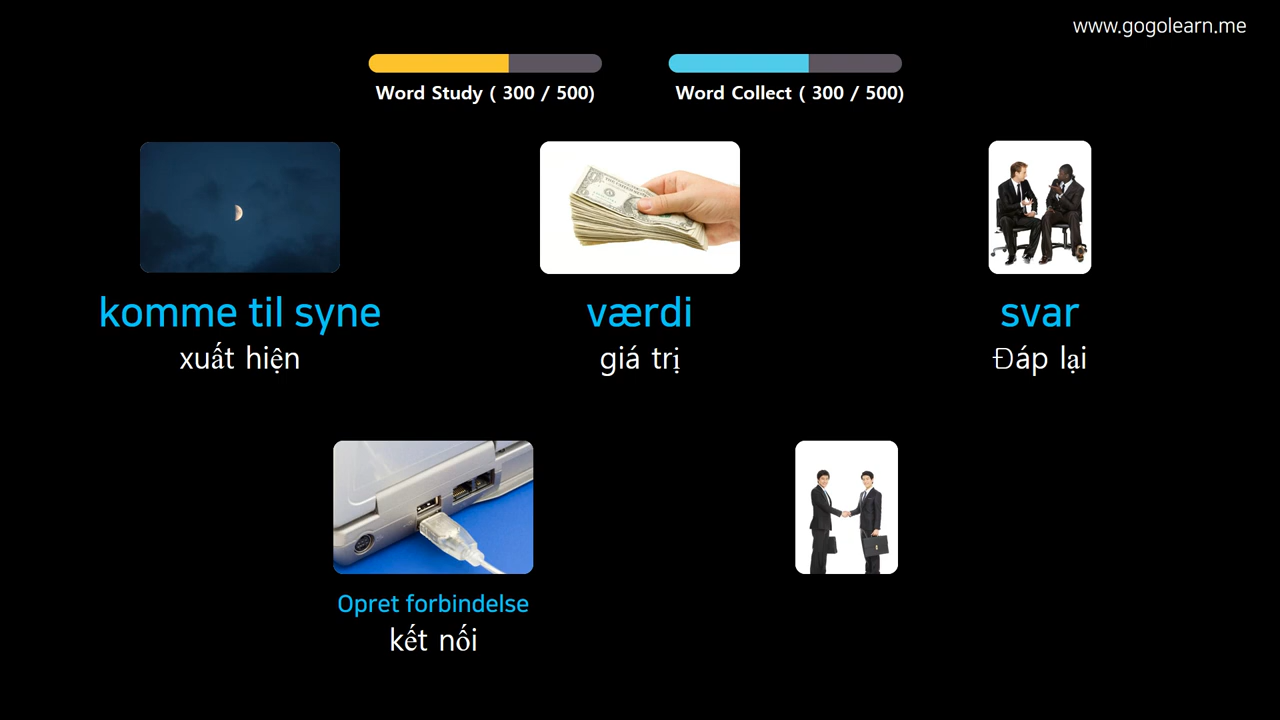 www.gogolearn.me
Word Study ( 300 / 500)
Word Collect ( 300 / 500)
komme til syne
xuất hiện
værdi
giá trị
svar
Đáp lại
Opret forbindelse
kết nối